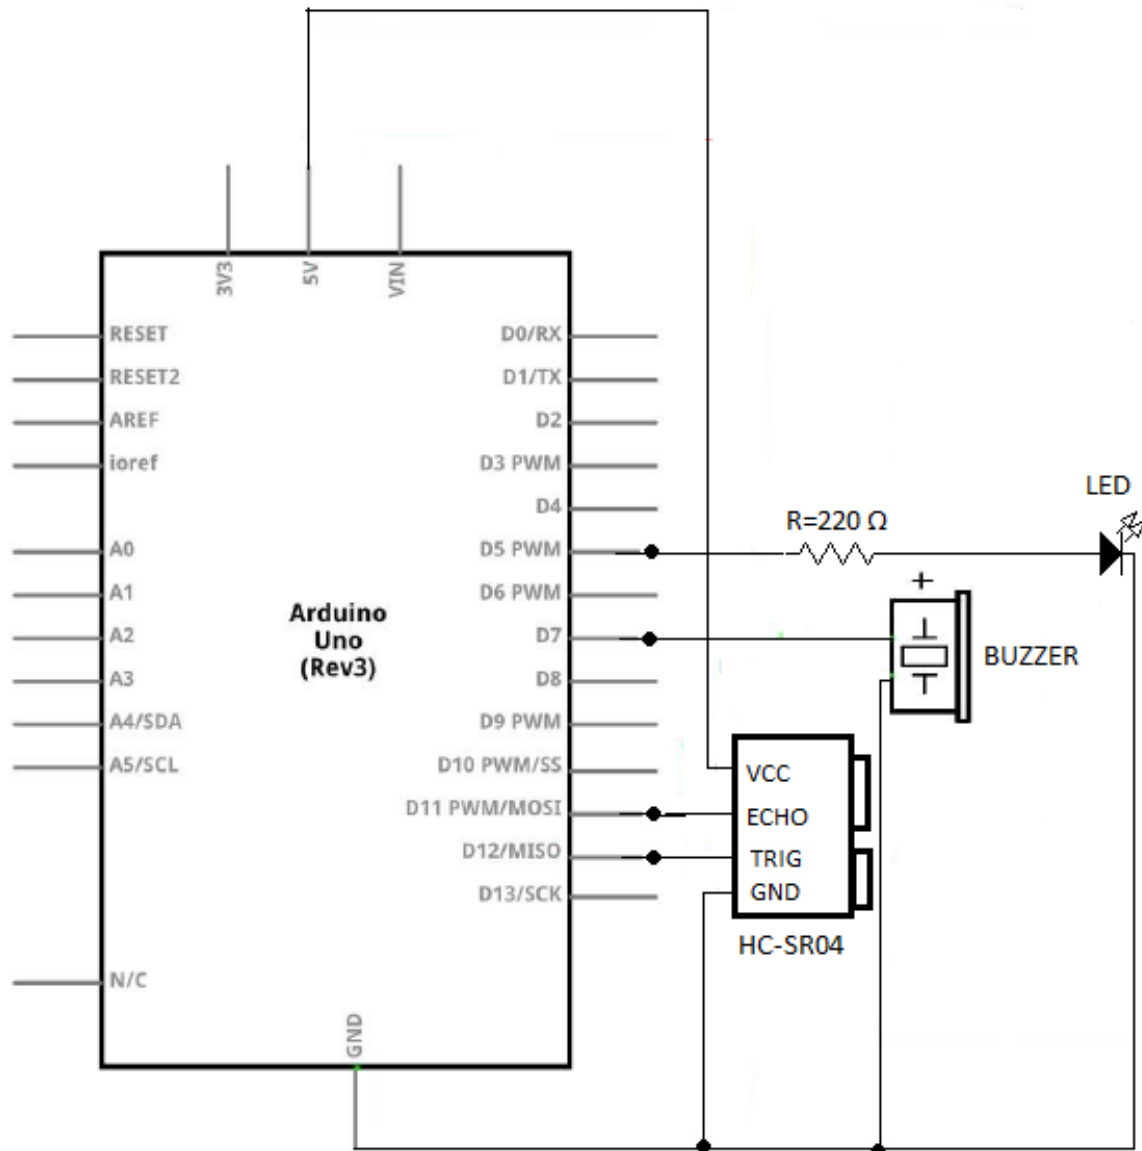 3V3
5V
VIN
RESET
RESET2
AREF
ioref
A0
A1
A2
A3
A4/SDA
A5/SCL
N/C
GND
Arduino
Uno
(Rev3)
D0/RX
D1/TX
D2
D3 PWM
D4
D5 PWM
D6 PWM
D7
D8
D9 PWM
D10 PWM/SS
D11 PWM/MOSI
D12/MISO
D13/SCK
R=220 Ω
LED
+
BUZZER
VCC
ECHO
TRIG
GND
HC-SR04